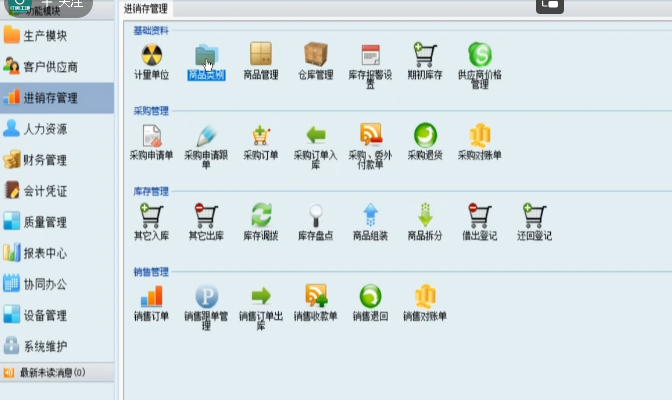 关注
功能模块
生产模块
客户供应商
进销存管理
人力资源
财务管理
会计凭证
质量管理
报表中心
协同办公
设备管理
系统维护
最新未读消息(0)
进销存管理
基础资料
计量单位
商品类别
商品管理
仓库管理
库存报警设
置
期初库存
供应商价格
管理
采购管理
采购申请单
采购申请跟
单
采购订单
采购订单入
库
采购、委外
付款单
采购退货
采购对账单
库存管理
其它入库
其它出库
库存调拨
库存盘点
商品组装
商品拆分
借出登记
还回登记
销售管理
销售订单
销售跟单管
理
销售订单出
库
销售收款单
销售退回
销售对账单